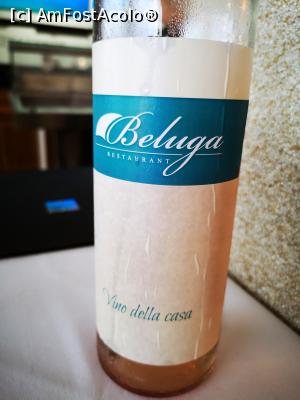 [c] AmFostAcolo®
Beluga
RESTAURANT
Vino della casa